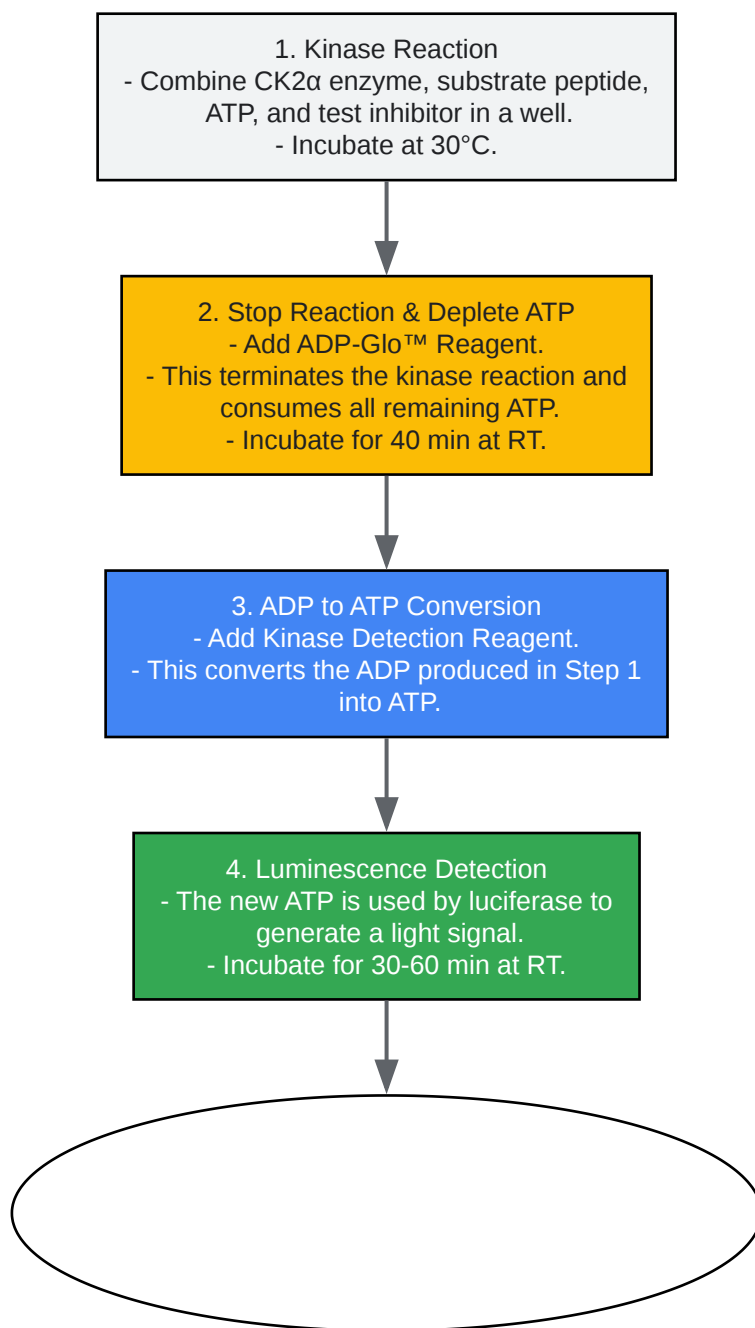 1. Kinase Reaction
- Combine CK2α enzyme, substrate peptide,
ATP, and test inhibitor in a well.
- Incubate at 30°C.
2. Stop Reaction & Deplete ATP
- Add ADP-Glo™ Reagent.
- This terminates the kinase reaction and
consumes all remaining ATP.
- Incubate for 40 min at RT.
3. ADP to ATP Conversion
- Add Kinase Detection Reagent.
- This converts the ADP produced in Step 1
into ATP.
4. Luminescence Detection
- The new ATP is used by luciferase to
generate a light signal.
- Incubate for 30-60 min at RT.